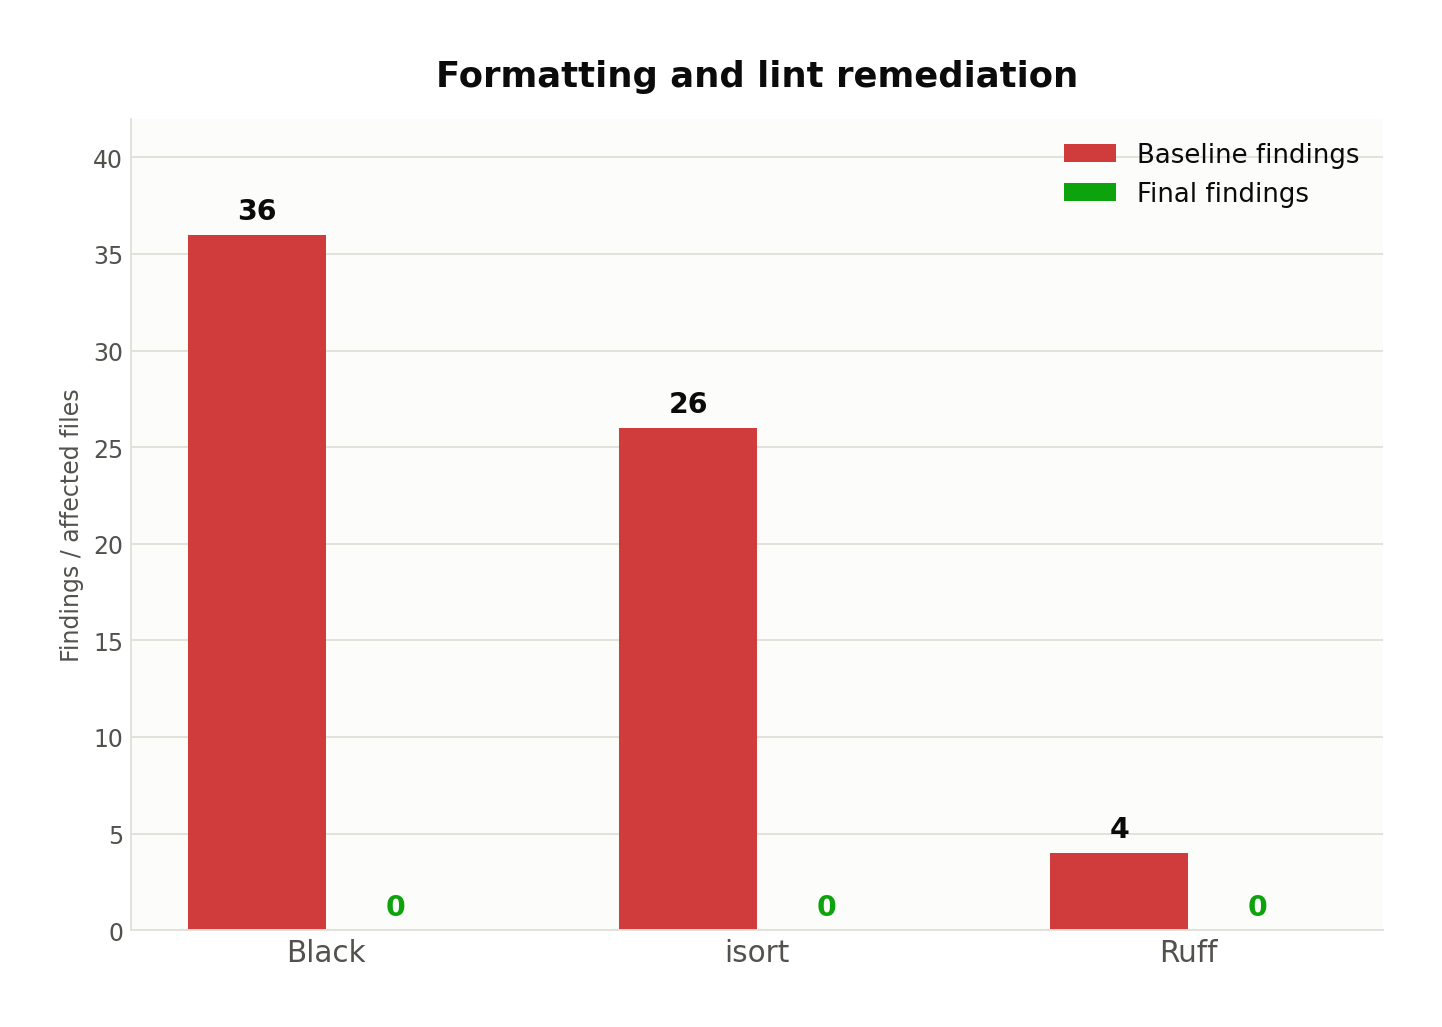 Formatting and lint remediation
Baseline findings
Final findings
Findings / affected files
40
35
30
25
20
15
10
5
0
36
0
26
0
4
0
Black
isort
Ruff